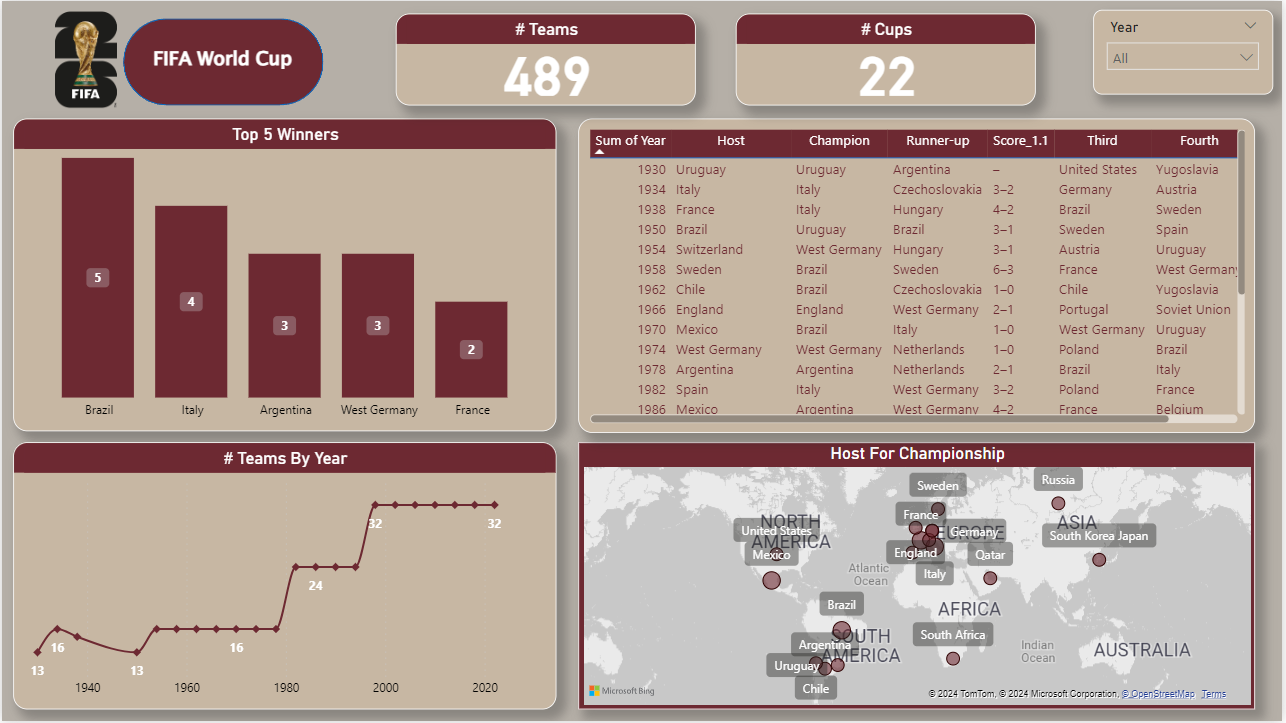 FIFA
FIFA World Cup
# Teams
489
# Cups
22
Year
All
Top 5 Winners
5
4
3
3
2
Brazil Italy Argentina West Germany France
Sum of Year Host Champion Runner-up Score_1.1 Third Fourth
1930 Uruguay Uruguay Argentina – United States Yugoslavia
1934 Italy Italy Czechoslovakia 3–2 Germany Austria
1938 France Italy Hungary 4–2 Brazil Sweden
1950 Brazil Uruguay Brazil 3–1 Sweden Spain
1954 Switzerland West Germany Hungary 3–1 Austria Uruguay
1958 Sweden Brazil Sweden 6–3 France West Germany
1962 Chile Brazil Czechoslovakia 1–0 Chile Yugoslavia
1966 England England West Germany 2–1 Portugal Soviet Union
1970 Mexico Brazil Italy 1–0 West Germany Uruguay
1974 West Germany West Germany Netherlands 1–0 Poland Brazil
1978 Argentina Argentina Netherlands 2–1 Brazil Italy
1982 Spain Italy West Germany 3–2 Poland France
1986 Mexico Argentina West Germany 4–2 France Belgium
# Teams By Year
32 32
24
16 16
13 13
1940 1960 1980 2000 2020
Host For Championship
Russia
Sweden
France
NORTH
AMERICA
United States
ASIA
EUROPE
Germany
South Korea Japan
Mexico
England
Qatar
Atlantic
Ocean
Italy
Brazil
AFRICA
South Africa
SOUTH
AMERICA
Argentina
Indian
Ocean
AUSTRALIA
Uruguay
Chile
Microsoft Bing
© 2024 TomTom, © 2024 Microsoft Corporation, © OpenStreetMap Terms